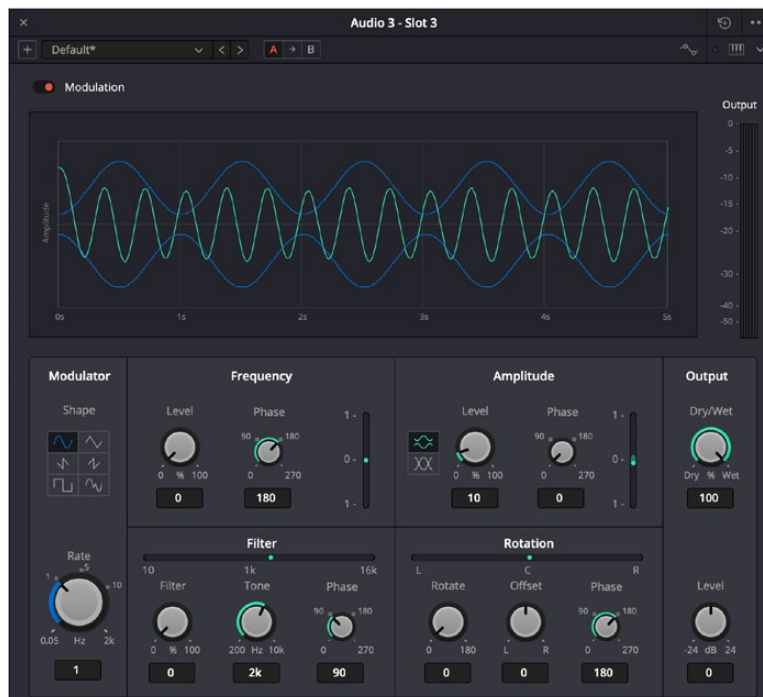 Audio 3 - Slot 3
Default*
A B
Modulation
Output
0 -
-5 -
-10 -
-15 -
-20 -
-30 -
-40 -
-50 -
Amplitude
0s 1s 2s 3s 4s 5s
Modulator
Shape
Rate
1 5 10
0.05 Hz 2k
1
Frequency
Level Phase
90 180
0 % 100 0 270
0 180
1 -
0 -
1 -
Amplitude
Level Phase
90 180
0 % 100 0 270
10 0
1 -
0 -
1 -
Output
Dry/Wet
Dry % Wet
100
Filter
10 1k 16k
Filter Tone Phase
90 180
0 % 100 200 Hz 10k 0 270
0 2k 90
Rotation
L C R
Rotate Offset Phase
90 180
0 180 L R 0 270
0 0 180
Level
-24 dB 24
0